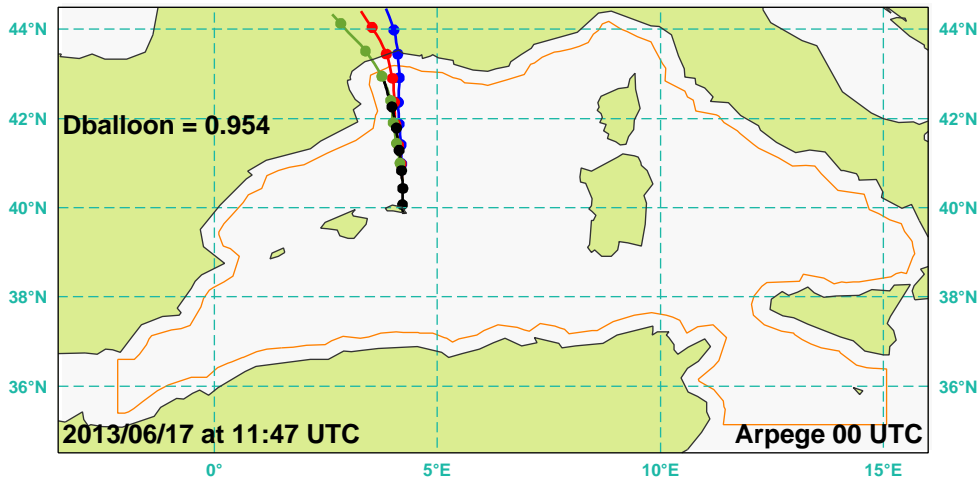 44°N 44°N
42°N 42°N
Dballoon = 0.954
40°N 40°N
38°N 38°N
36°N 36°N
2013/06/17 at 11:47 UTC Arpege 00 UTC
0° 5°E 10°E 15°E